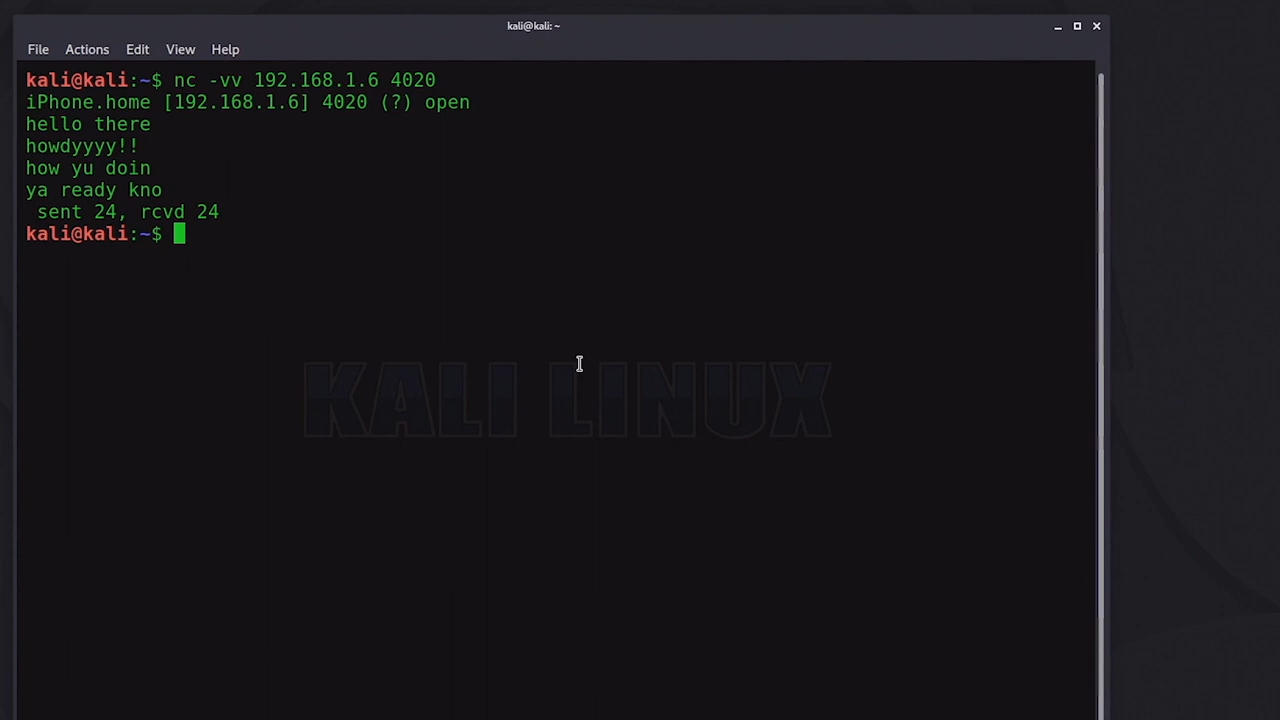 kali@kali: ~
File Actions Edit View Help
kali@kali:~$ nc -vv 192.168.1.6 4020
iPhone.home [192.168.1.6] 4020 (?) open
hello there
howdyyyy!!
how yu doin
ya ready kno
 sent 24, rcvd 24
kali@kali:~$
KALI LINUX